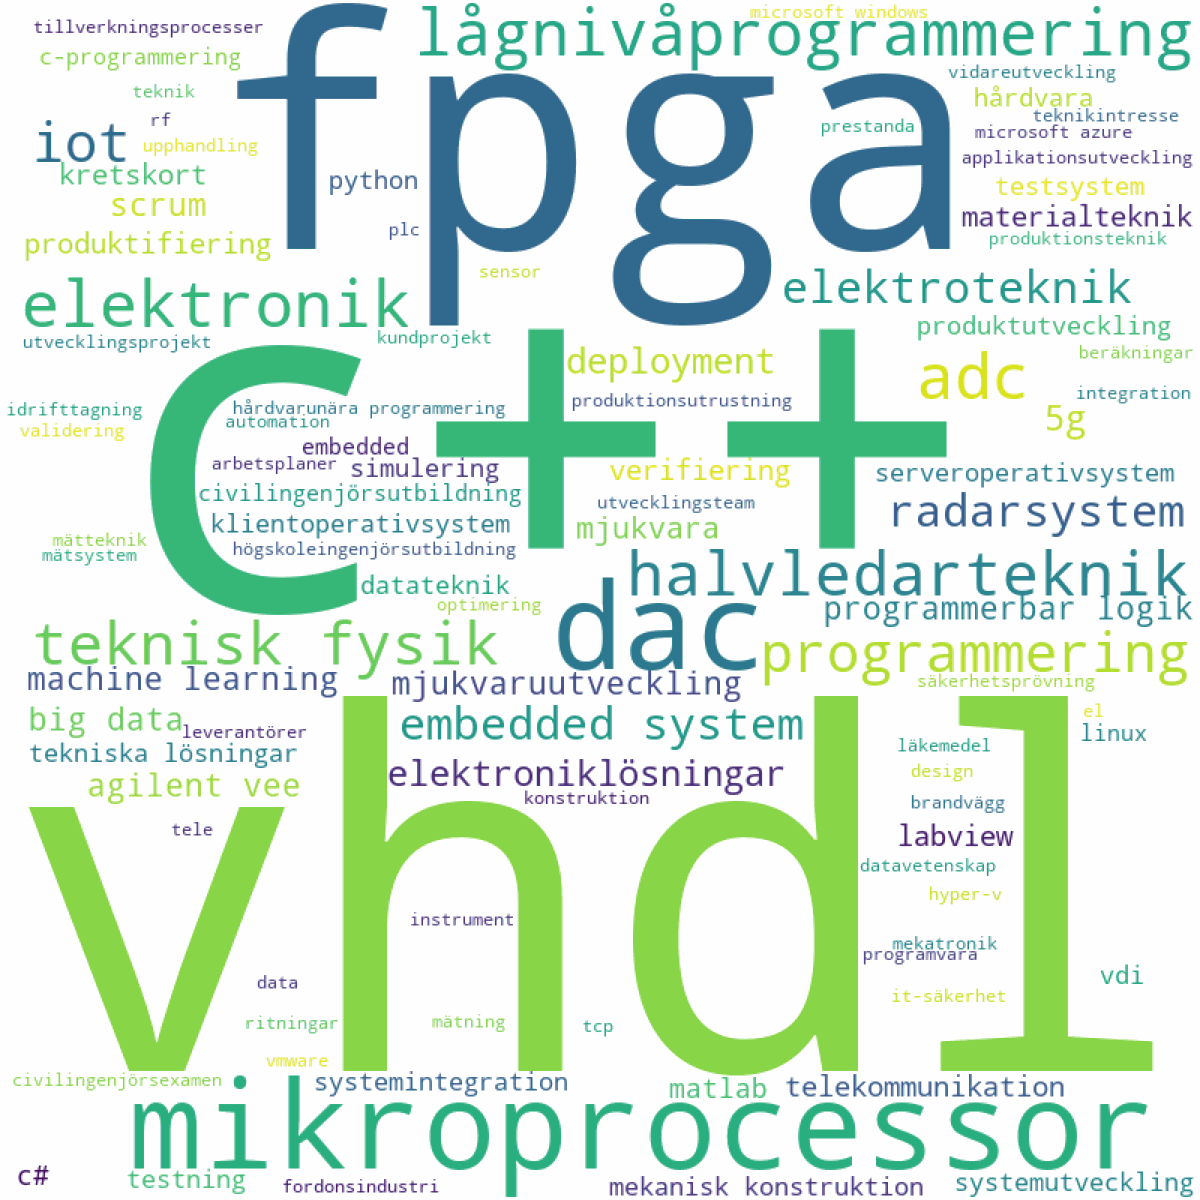 tillverkningsprocesser
microsoft windows
lågnivåprogrammering
c-programmering
fpga
vidareutveckling
teknik
hårdvara
rf
iot
prestanda
teknikintresse
microsoft azure
upphandling
applikationsutveckling
kretskort
python
testsystem
scrum
materialteknik
plc
produktifiering
produktionsteknik
sensor
elektronik
elektroteknik
utvecklingsprojekt
kundprojekt
produktutveckling
c++
deployment
beräkningar
adc
integration
idrifttagning
hårdvarunära programmering
produktionsutrustning
automation
5g
validering
embedded
arbetsplaner
simulering
verifiering
serveroperativsystem
civilingenjörsutbildning
utvecklingsteam
radarsystem
klientoperativsystem
mjukvara
mätteknik
högskoleingenjörsutbildning
mätsystem
halvledarteknik
datateknik
optimering
dac
programmerbar logik
teknisk fysik
programmering
machine learning
mjukvaruutveckling
säkerhetsprövning
vhdl
big data
leverantörer
embedded system
el
linux
tekniska lösningar
läkemedel
agilent vee
elektroniklösningar
design
konstruktion
brandvägg
tele
labview
datavetenskap
hyper-v
instrument
mekatronik
programvara
data
vdi
it-säkerhet
ritningar
mätning
tcp
vmware
civilingenjörsexamen
systemintegration
matlab
telekommunikation
mikroprocessor
c#
testning
fordonsindustri
mekanisk konstruktion
systemutveckling